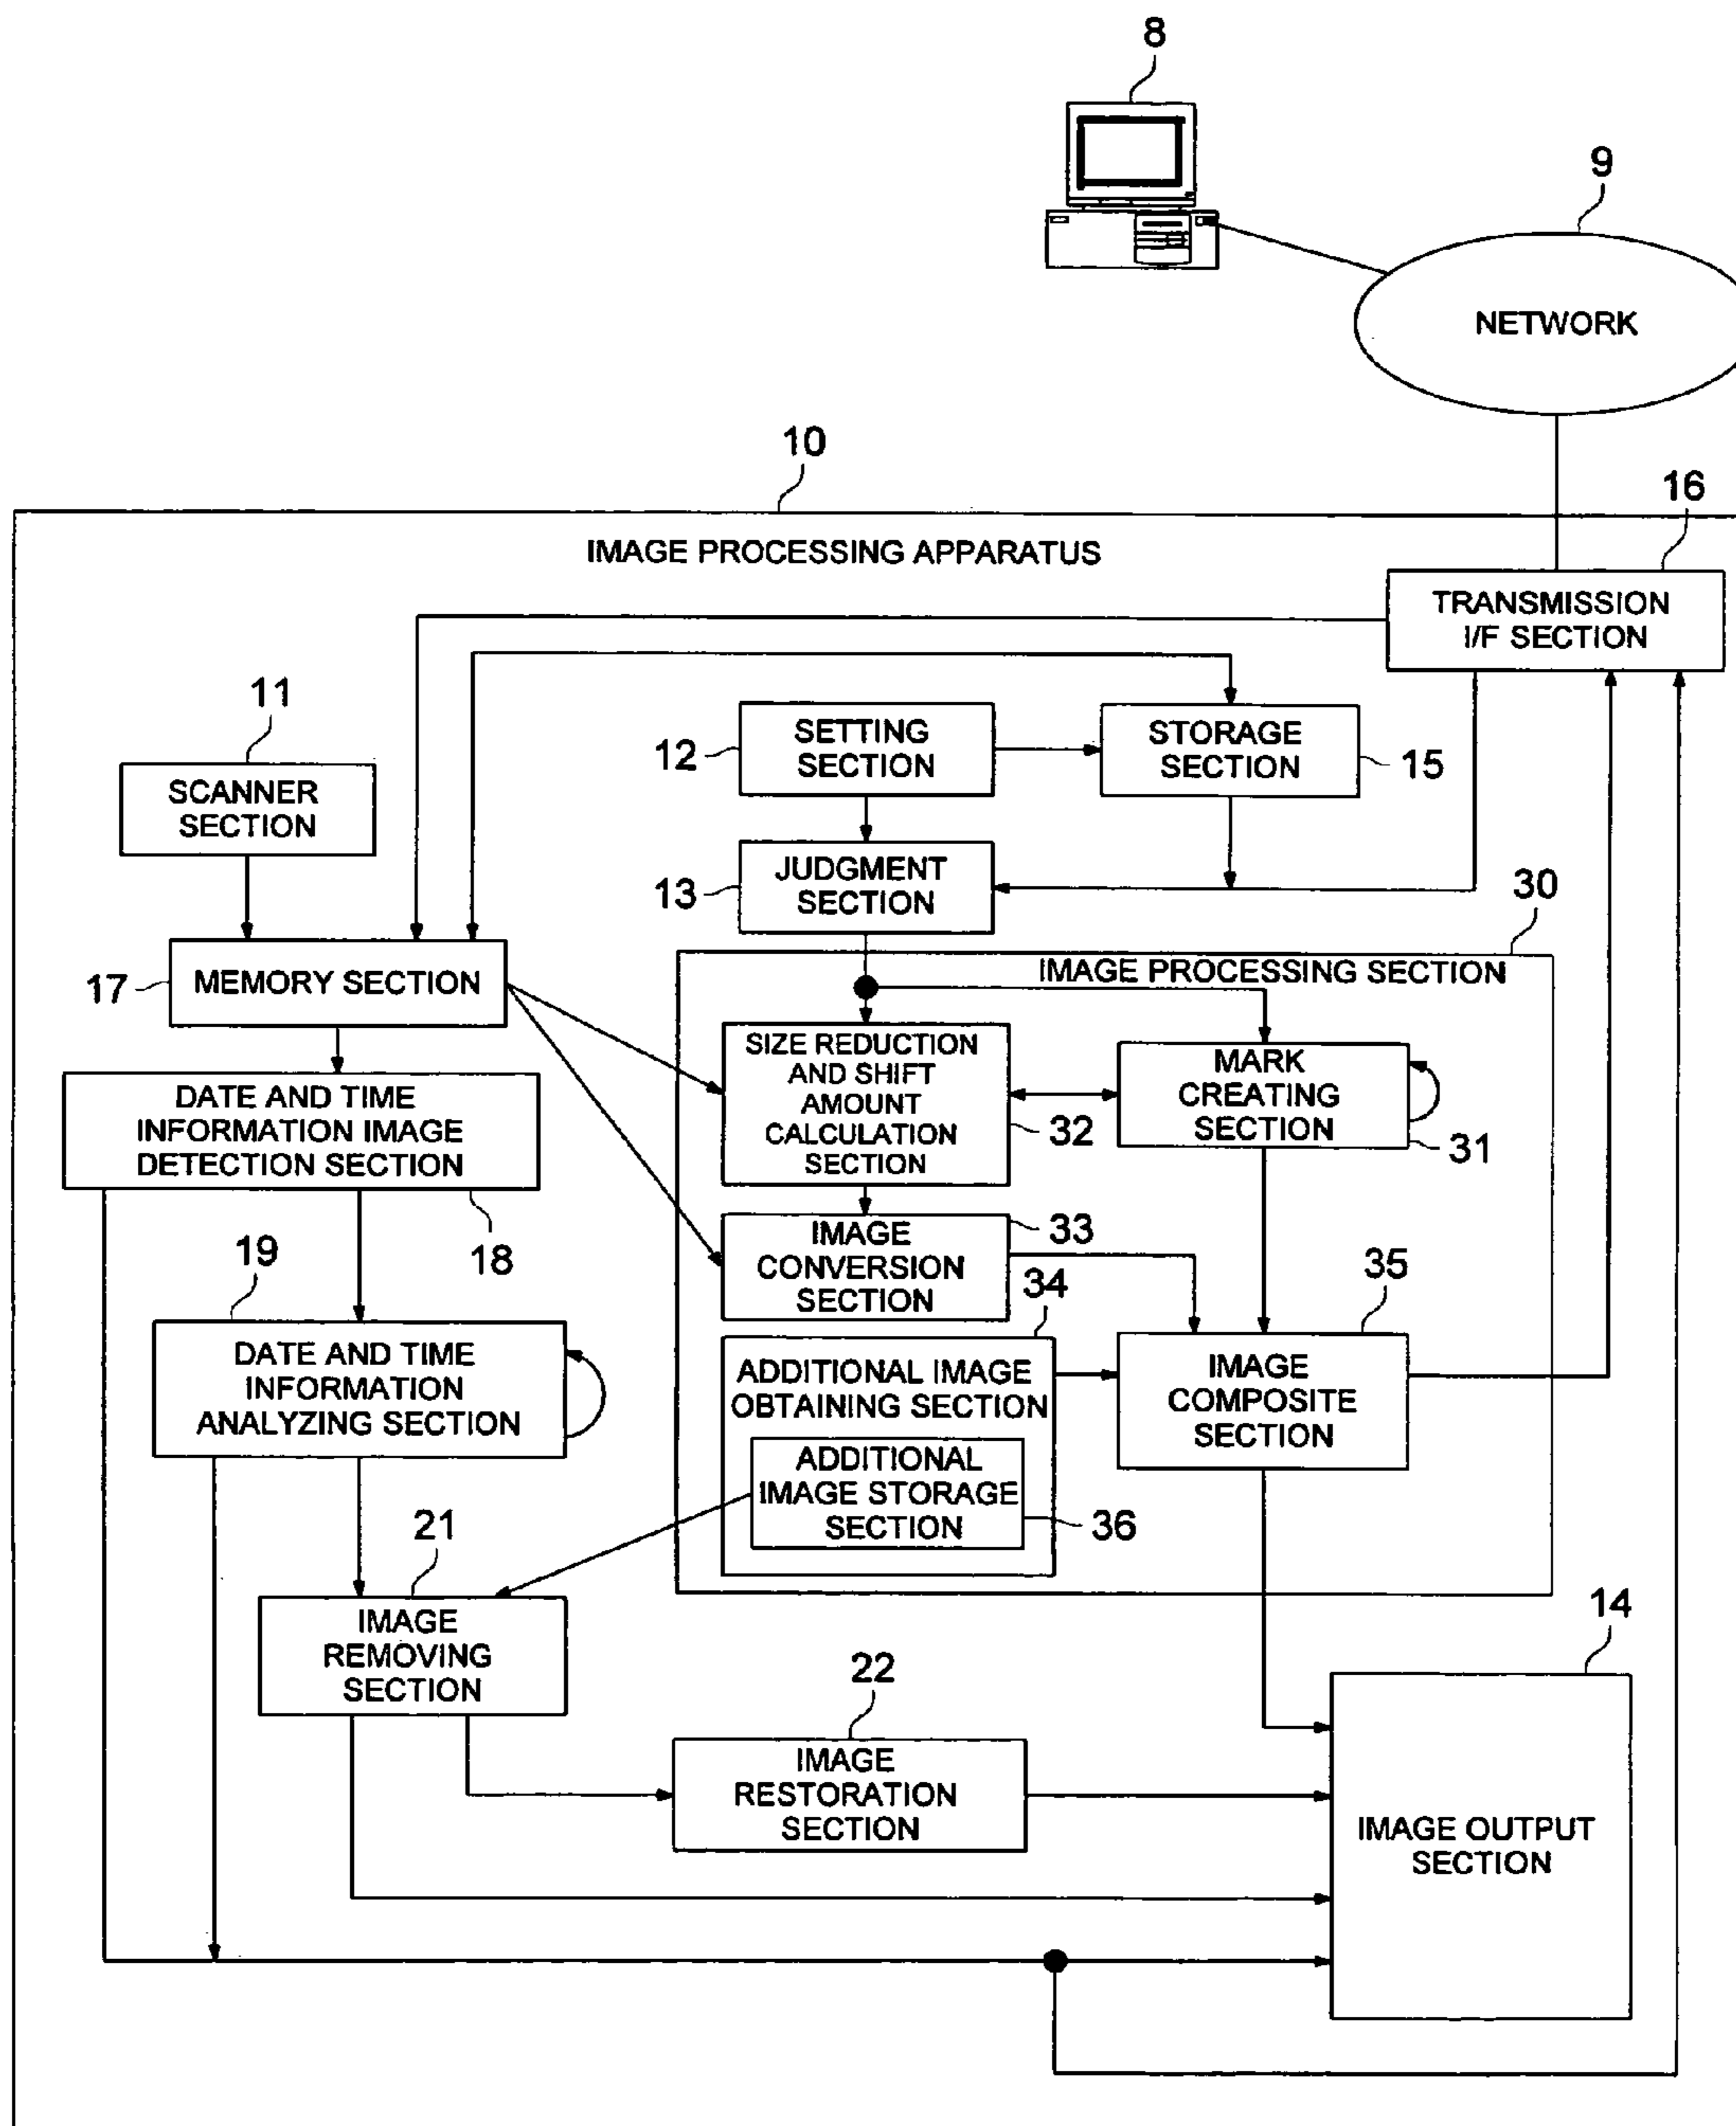 8
9
NETWORK
10
16
IMAGE PROCESSING APPARATUS
TRANSMISSION
I/F SECTION
11
12
SETTING
SECTION
STORAGE
SECTION
15
SCANNER
SECTION
13
JUDGMENT
SECTION
30
17
MEMORY SECTION
IMAGE PROCESSING SECTION
SIZE REDUCTION
AND SHIFT
AMOUNT
CALCULATION
SECTION
32
MARK
CREATING
SECTION
31
DATE AND TIME
INFORMATION IMAGE
DETECTION SECTION
18
IMAGE
CONVERSION
SECTION
33
19
34
35
DATE AND TIME
INFORMATION
ANALYZING SECTION
ADDITIONAL IMAGE
OBTAINING SECTION
IMAGE
COMPOSITE
SECTION
ADDITIONAL
IMAGE STORAGE
SECTION
36
21
IMAGE
REMOVING
SECTION
14
22
IMAGE
RESTORATION
SECTION
IMAGE OUTPUT
SECTION